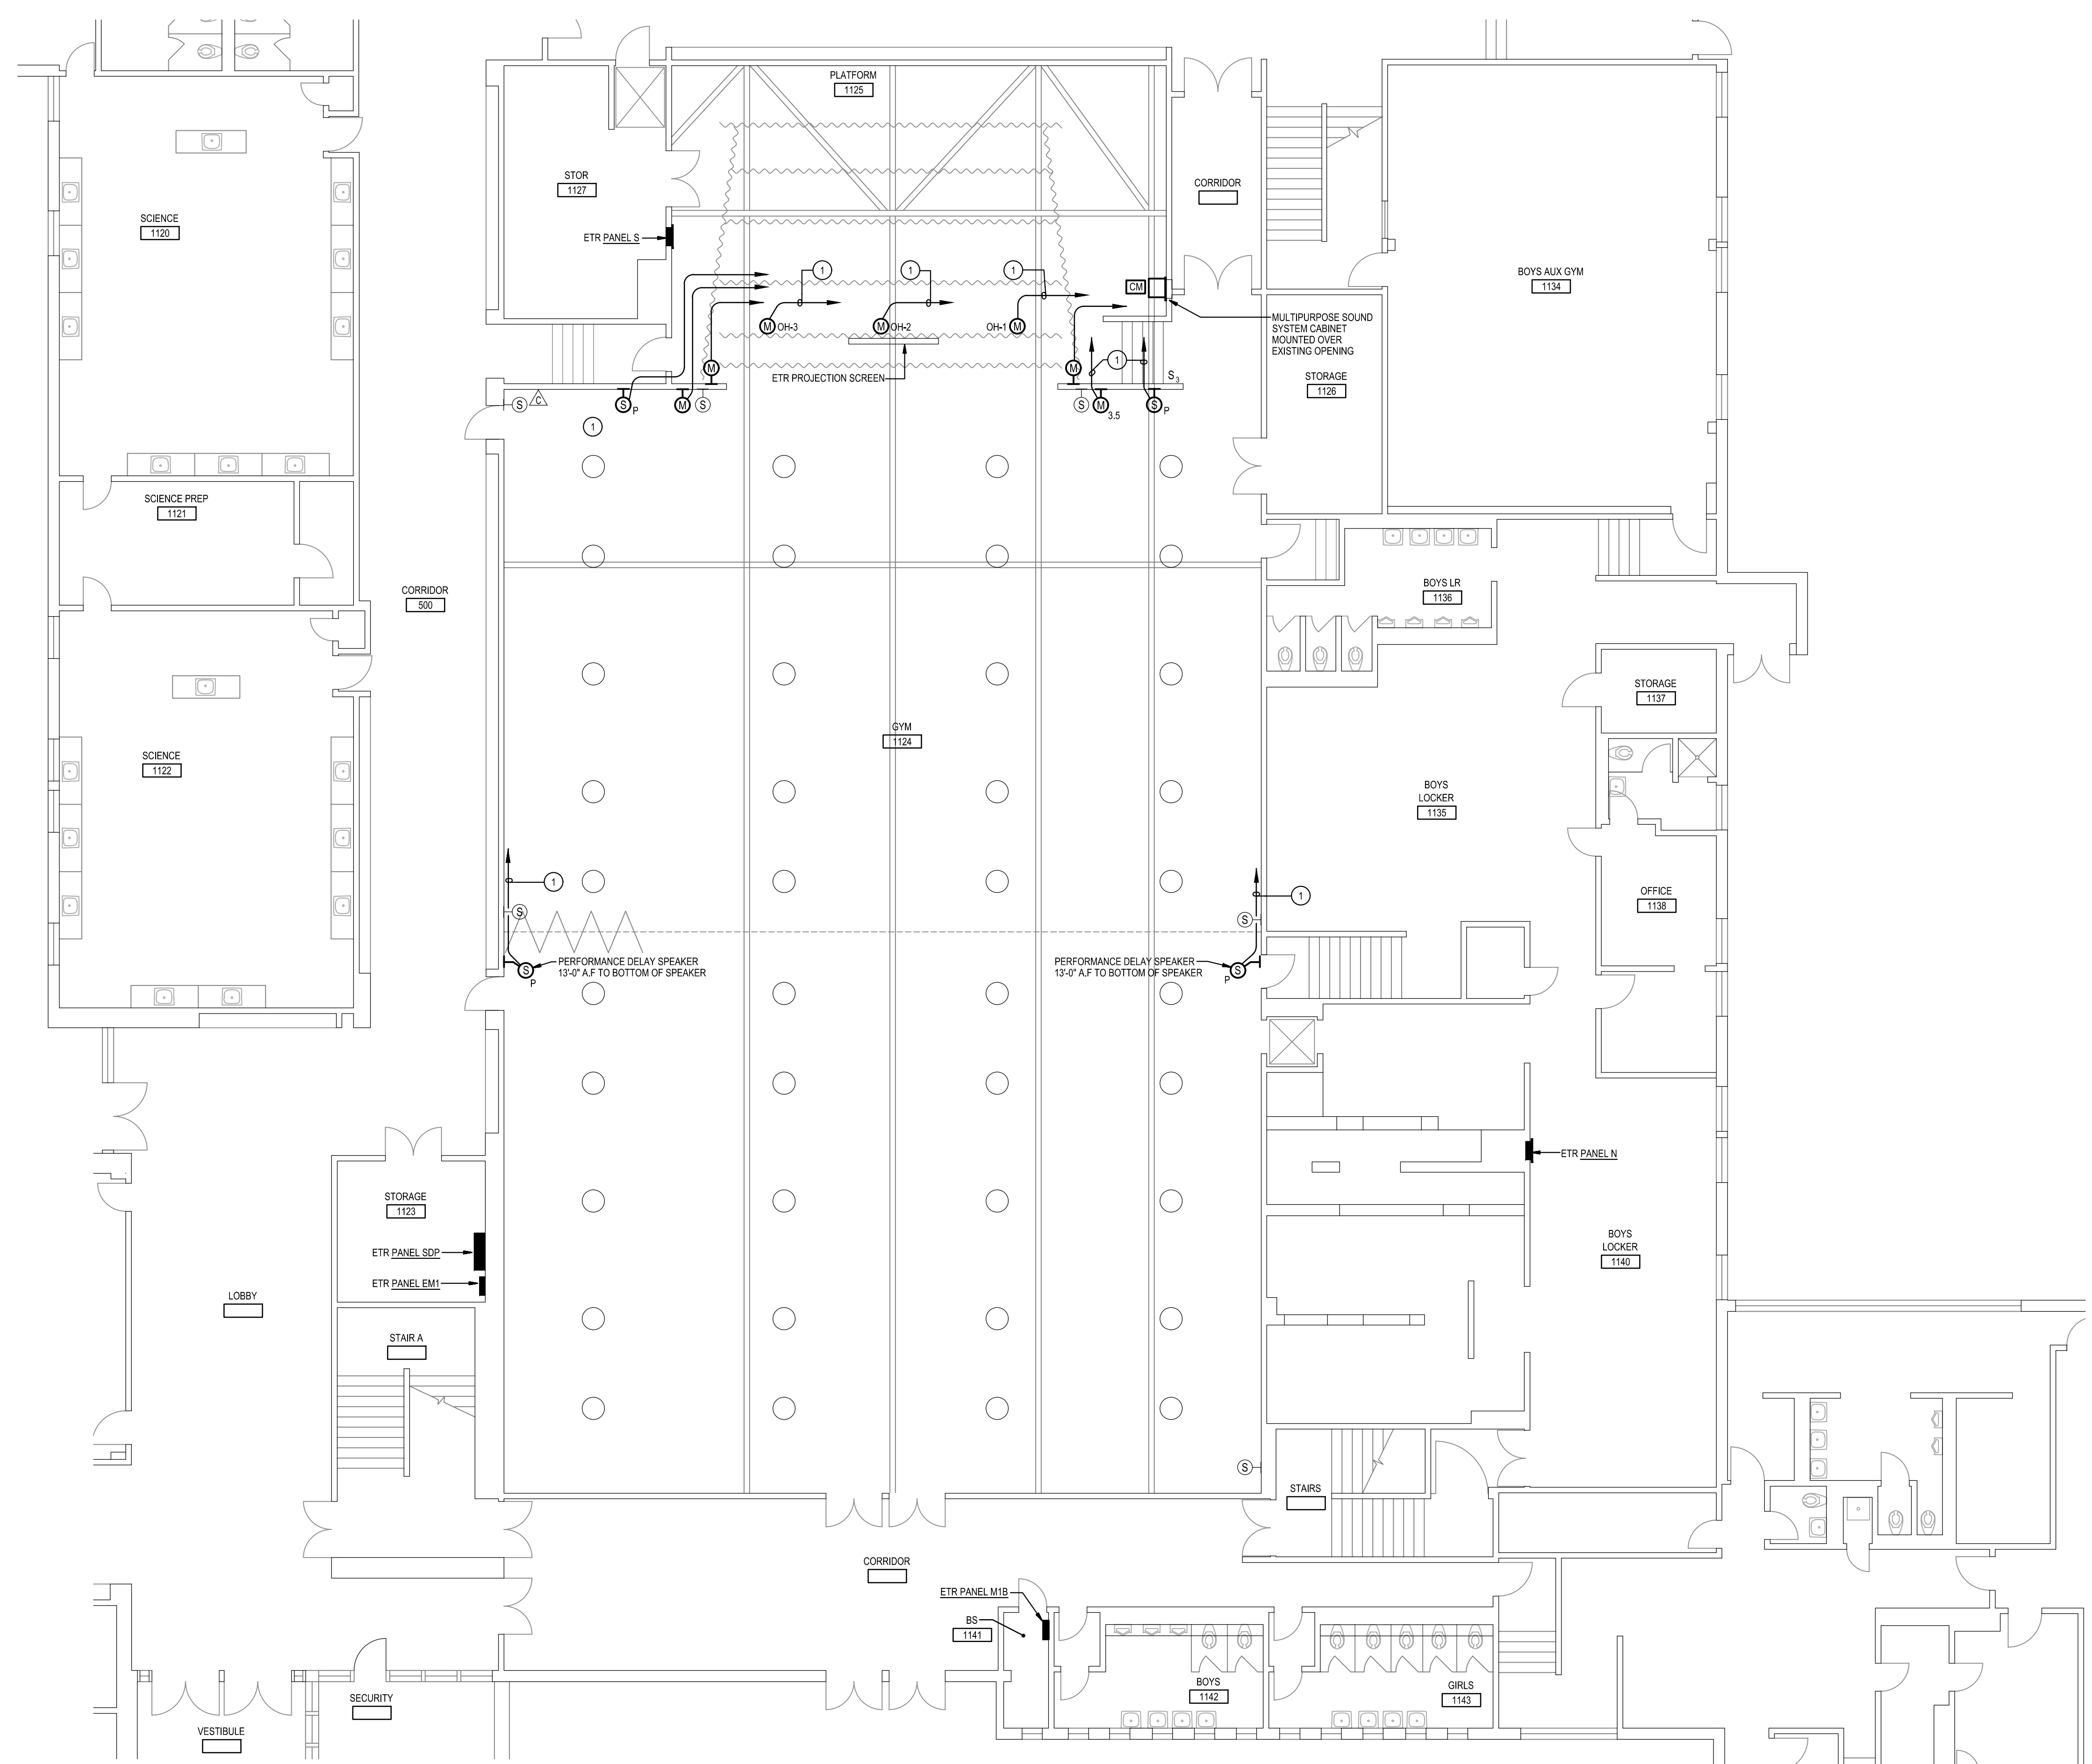 PLATFORM
1125
STOR
1127
CORRIDOR
SCIENCE
1120
ETR PANEL S
BOYS AUX GYM
1134
1
1
1
CM
M OH-3
M OH-2
OH-1 M
MULTIPURPOSE SOUND
SYSTEM CABINET
MOUNTED OVER
EXISTING OPENING
1
M
M
ETR PROJECTION SCREEN
S3
STORAGE
1126
S
C
S
P
M
S
S
M
3.5
S
P
1
SCIENCE PREP
1121
CORRIDOR
500
BOYS LR
1136
STORAGE
1137
GYM
1124
SCIENCE
1122
BOYS
LOCKER
1135
1
1
OFFICE
1138
S
S
PERFORMANCE DELAY SPEAKER
13'-0" A.F TO BOTTOM OF SPEAKER
S
P
PERFORMANCE DELAY SPEAKER
13'-0" A.F TO BOTTOM OF SPEAKER
S
P
ETR PANEL N
STORAGE
1123
ETR PANEL SDP
ETR PANEL EM1
BOYS
LOCKER
1140
LOBBY
STAIR A
S
STAIRS
CORRIDOR
ETR PANEL M1B
BS
1141
BOYS
1142
GIRLS
1143
SECURITY
VESTIBULE